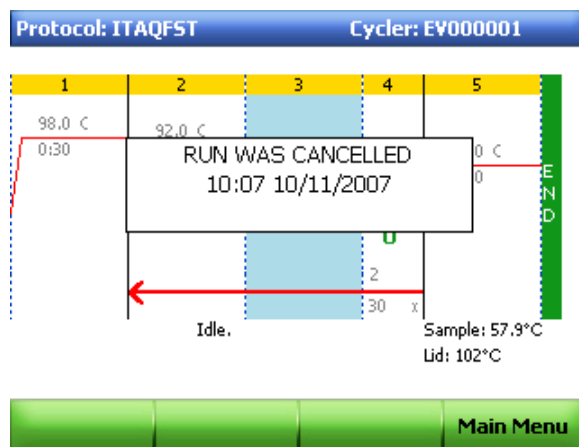 Protocol: ITAQFST Cycler: EV000001
1 2 3 4 5
98.0 C 92.0 C 0 C
0:30 0
RUN WAS CANCELLED
10:07 10/11/2007
END
2
30 x
Idle.
Sample: 57.9°C
Lid: 102°C
Main Menu